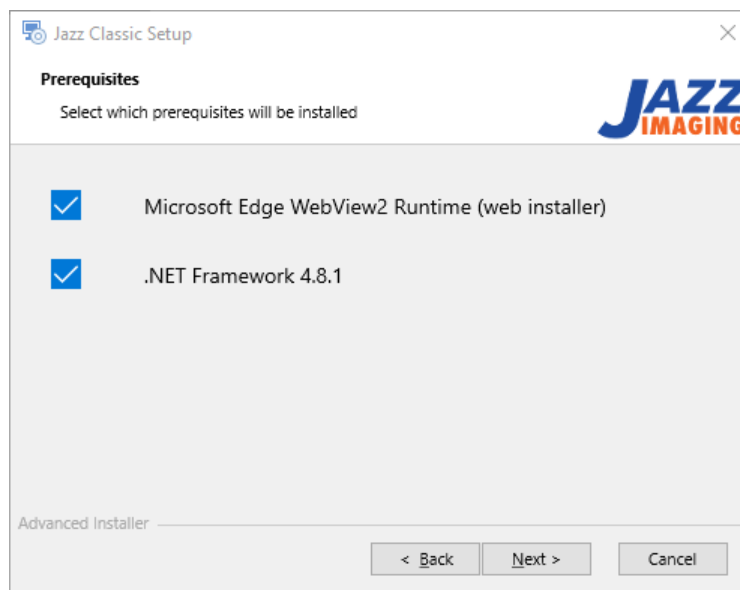 Jazz Classic Setup
Prerequisites
Select which prerequisites will be installed
JAZZ
IMAGING
Microsoft Edge WebView2 Runtime (web installer)
.NET Framework 4.8.1
Advanced Installer
< Back
Next >
Cancel